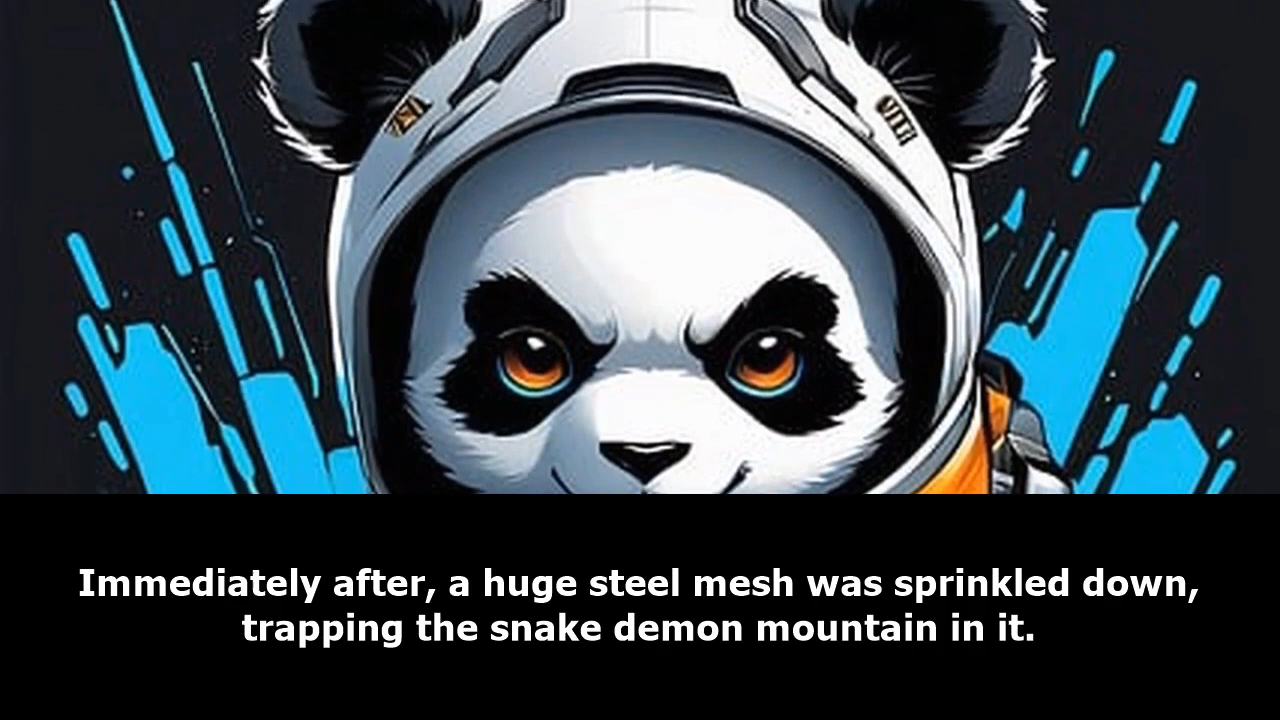 Immediately after, a huge steel mesh was sprinkled down,
trapping the snake demon mountain in it.